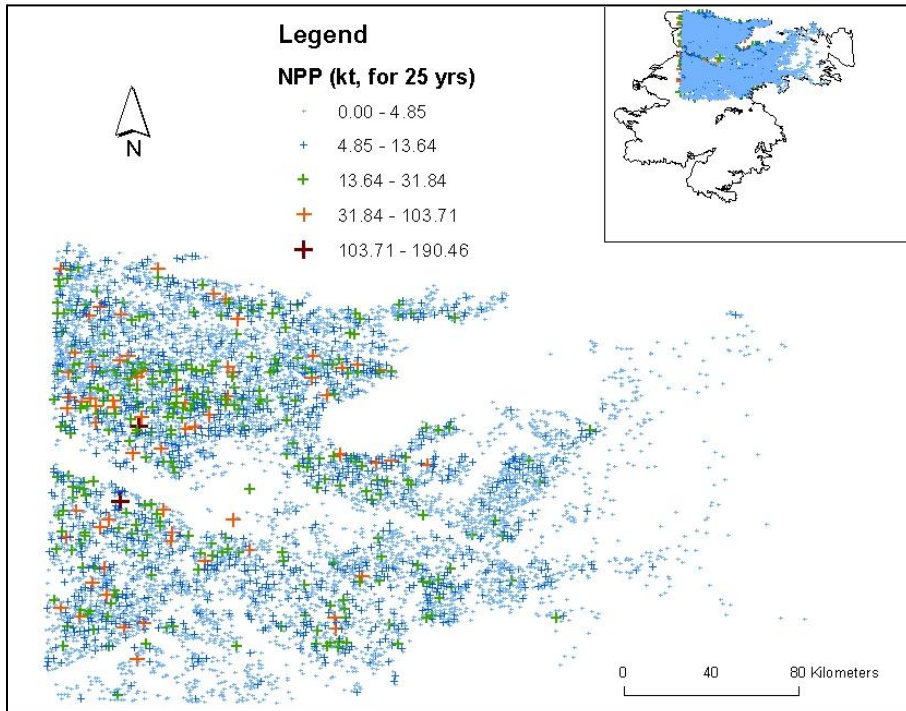 Legend
NPP (kt, for 25 yrs)
0.00 - 4.85
4.85 - 13.64
13.64 - 31.84
31.84 - 103.71
103.71 - 190.46
N
0 40 80 Kilometers